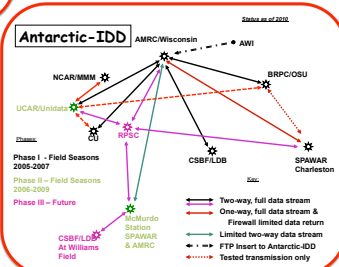 Status as of 2010
Antarctic-IDD
AMRC/Wisconsin
AWI
NCAR/MMM
BRPC/OSU
UCAR/Unidata
CU
RPSC
Phases:
Phase I - Field Seasons
2005-2007
Phase II – Field Seasons
2006-2009
Phase III – Future
CSBF/LDB
SPAWAR
Charleston
McMurdo
Station
SPAWAR
& AMRC
CSBF/LDB
At Williams
Field
Key:
Two-way, full data stream
One-way, full data stream &
Firewall limited data return
Limited two-way data stream
FTP Insert to Antarctic-IDD
Tested transmission only